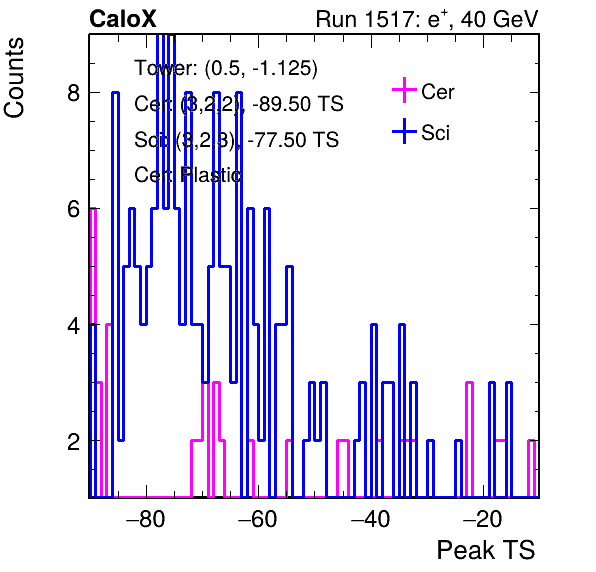 CaloX Run 1517: e⁺, 40 GeV
Counts
Tower: (0.5, -1.125)
Cer: (3,2,2), -89.50 TS
Sci: (3,2,3), -77.50 TS
Cer: Plastic
Cer
Sci
8
6
4
2
−80 −60 −40 −20
Peak TS